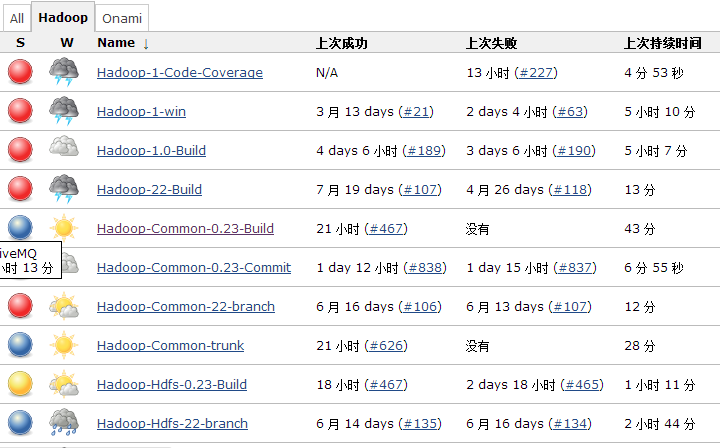 All Hadoop Onami
S W Name ↓ 上次成功 上次失败 上次持续时间
Hadoop-1-Code-Coverage N/A 13 小时 (#227) 4 分 53 秒
Hadoop-1-win 3 月 13 days (#21) 2 days 4 小时 (#63) 5 小时 10 分
Hadoop-1.0-Build 4 days 6 小时 (#189) 3 days 6 小时 (#190) 5 小时 7 分
Hadoop-22-Build 7 月 19 days (#107) 4 月 26 days (#118) 13 分
Hadoop-Common-0.23-Build 21 小时 (#467) 没有 43 分
iveMQ
小时 13 分
Hadoop-Common-0.23-Commit 1 day 12 小时 (#838) 1 day 15 小时 (#837) 6 分 55 秒
Hadoop-Common-22-branch 6 月 16 days (#106) 6 月 13 days (#107) 12 分
Hadoop-Common-trunk 21 小时 (#626) 没有 28 分
Hadoop-Hdfs-0.23-Build 18 小时 (#467) 2 days 18 小时 (#465) 1 小时 11 分
Hadoop-Hdfs-22-branch 6 月 14 days (#135) 6 月 16 days (#134) 2 小时 44 分